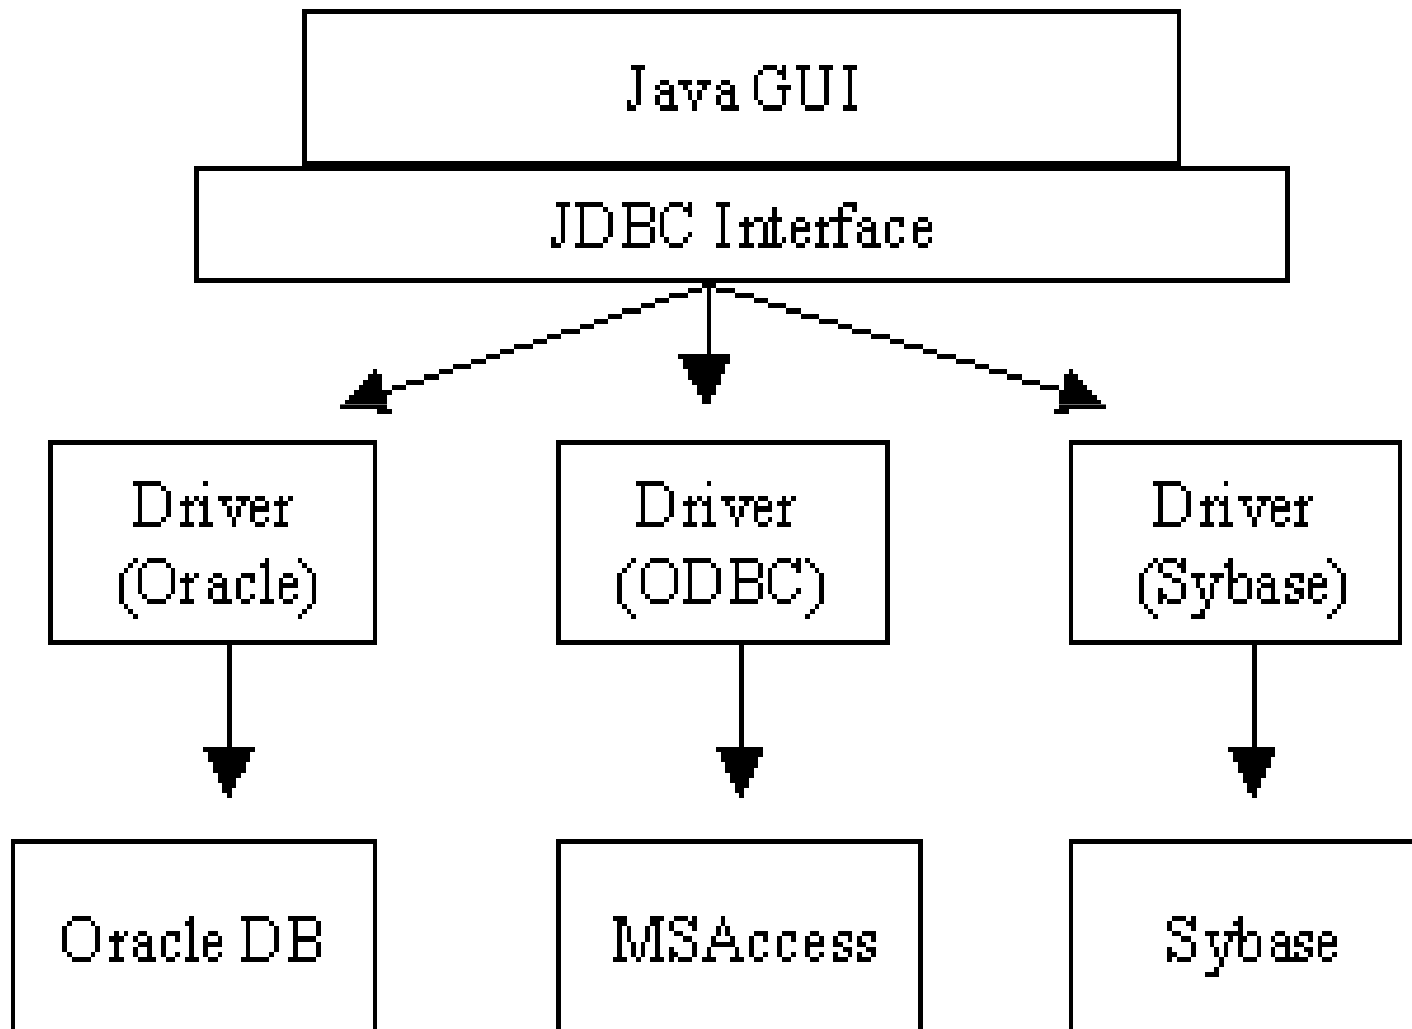 Java GUI
JDBC Interface
Driver
(Oracle)
Driver
(ODBC)
Driver
(Sybase)
Oracle DB
MSAccess
Sybase